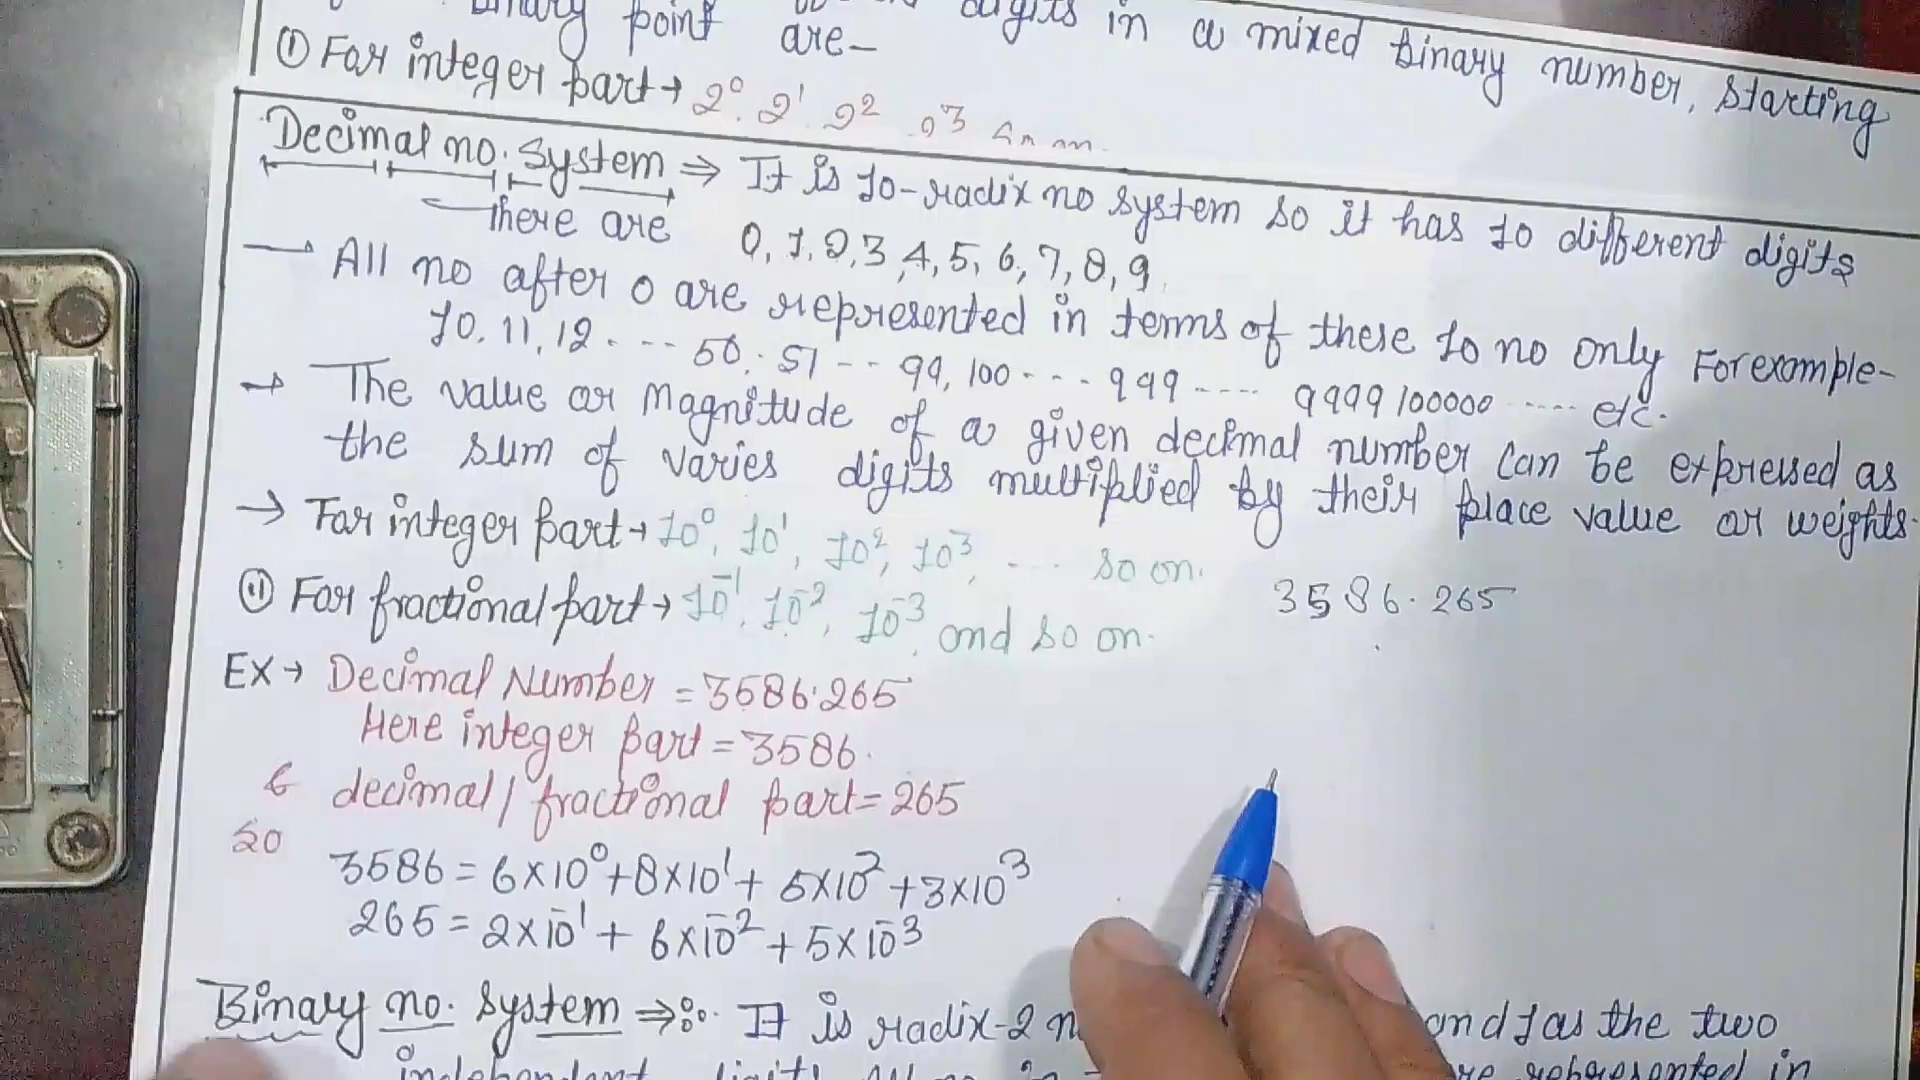 binary point are- digits in a mixed binary number, starting
① For integer part → 2⁰. 2¹. 2² .2³
Decimal no. System ⇒ It is 10-radix no system so it has 10 different digits
there are 0, 1, 2, 3, 4, 5, 6, 7, 8, 9
→ All no after 0 are represented in terms of these 10 no only For example-
10, 11, 12 . --- 50, 51 -- 99, 100 --- 999 ---- 9999 100000 ----- etc.
→ The value or Magnitude of a given decimal number can be expressed as
the sum of varies digits multiplied by their place value or weights.
→ For integer part → 10⁰, 10¹, 10², 10³, - --- so on.
(ii) For fractional part → 10⁻¹, 10⁻², 10⁻³, and so on.
3586.265
EX → Decimal Number = 3586.265
Here integer part = 3586.
& decimal / fractional part = 265
so
3586 = 6×10⁰ + 8×10¹ + 5×10² + 3×10³
265 = 2×10⁻¹ + 6×10⁻² + 5×10⁻³
Binary no. System ⇒ It is radix-2 and 1 as the two
independent represented in